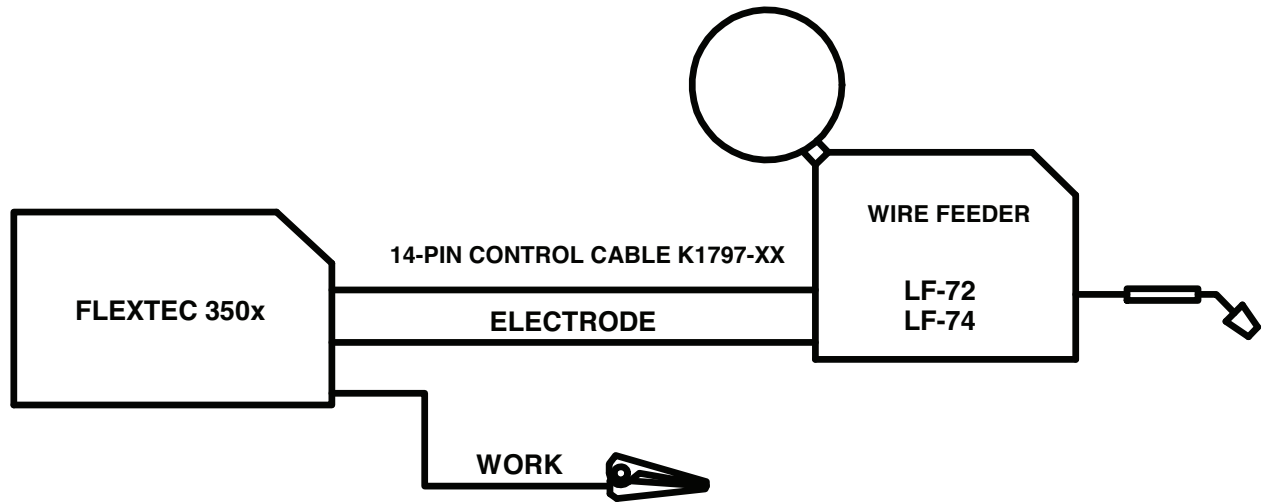 WIRE FEEDER
14-PIN CONTROL CABLE K1797-XX
FLEXTEC 350x
LF-72
ELECTRODE
LF-74
WORK